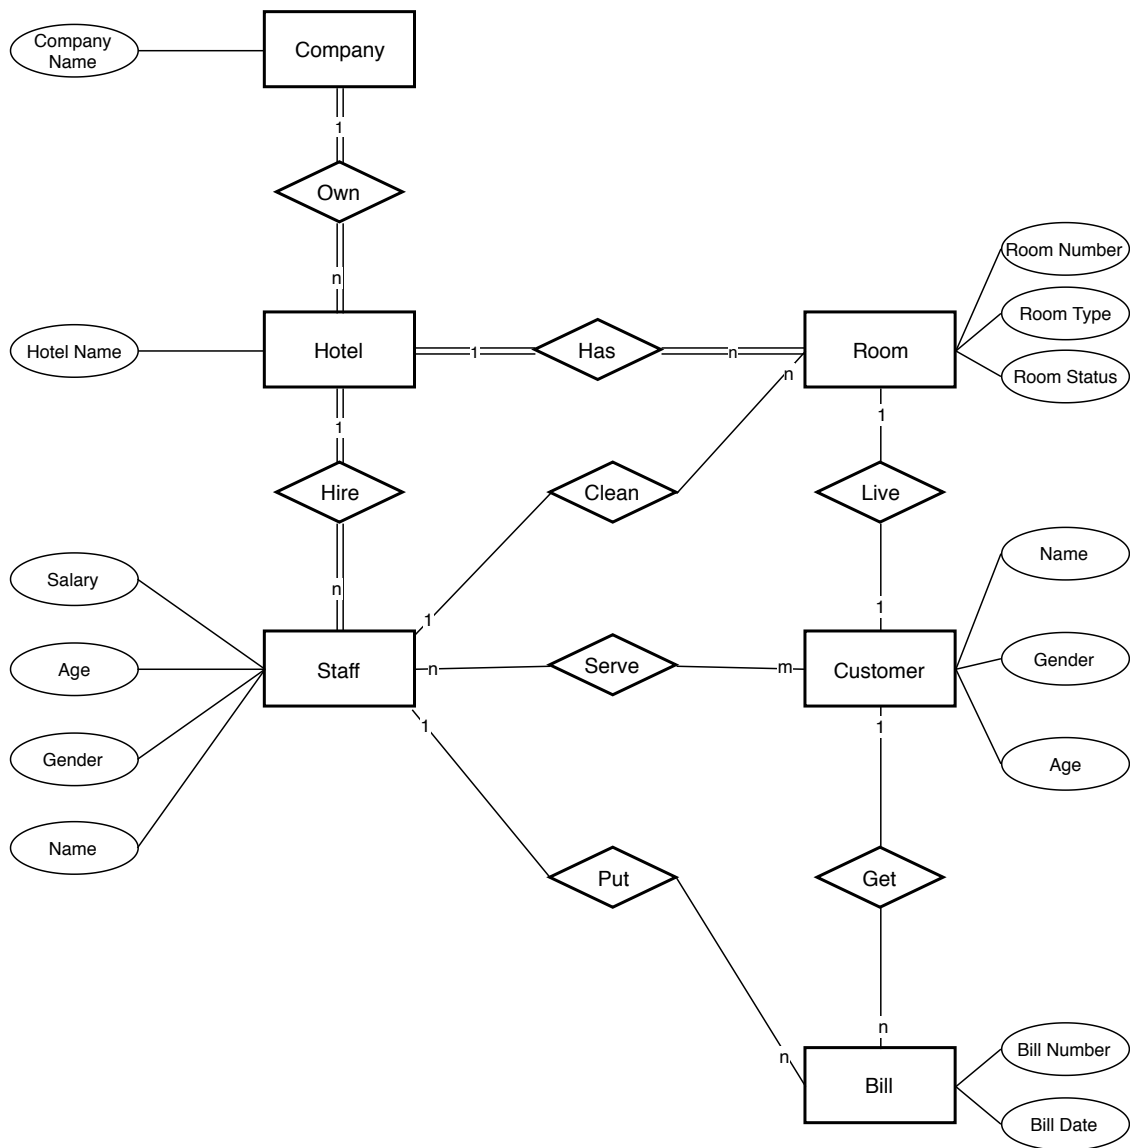 Company
Name
Company
1
Own
n
Room Number
Hotel Name
Hotel
1
Has
n
Room
Room Type
n
Room Status
1
1
Hire
Clean
Live
n
Salary
1
1
Name
Age
Staff
n
Serve
m
Customer
Gender
1
1
Gender
Age
Name
Put
Get
n
n
Bill Number
Bill
Bill Date